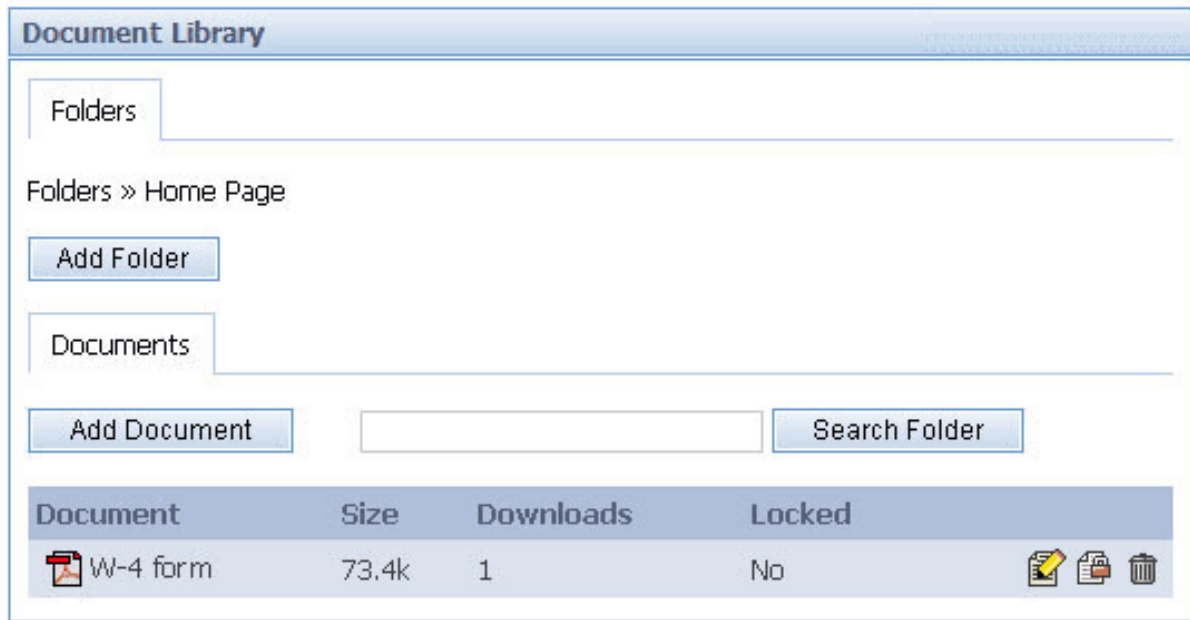 Document Library
Folders
Folders » Home Page
Add Folder
Documents
Add Document Search Folder
Document Size Downloads Locked
W-4 form 73.4k 1 No